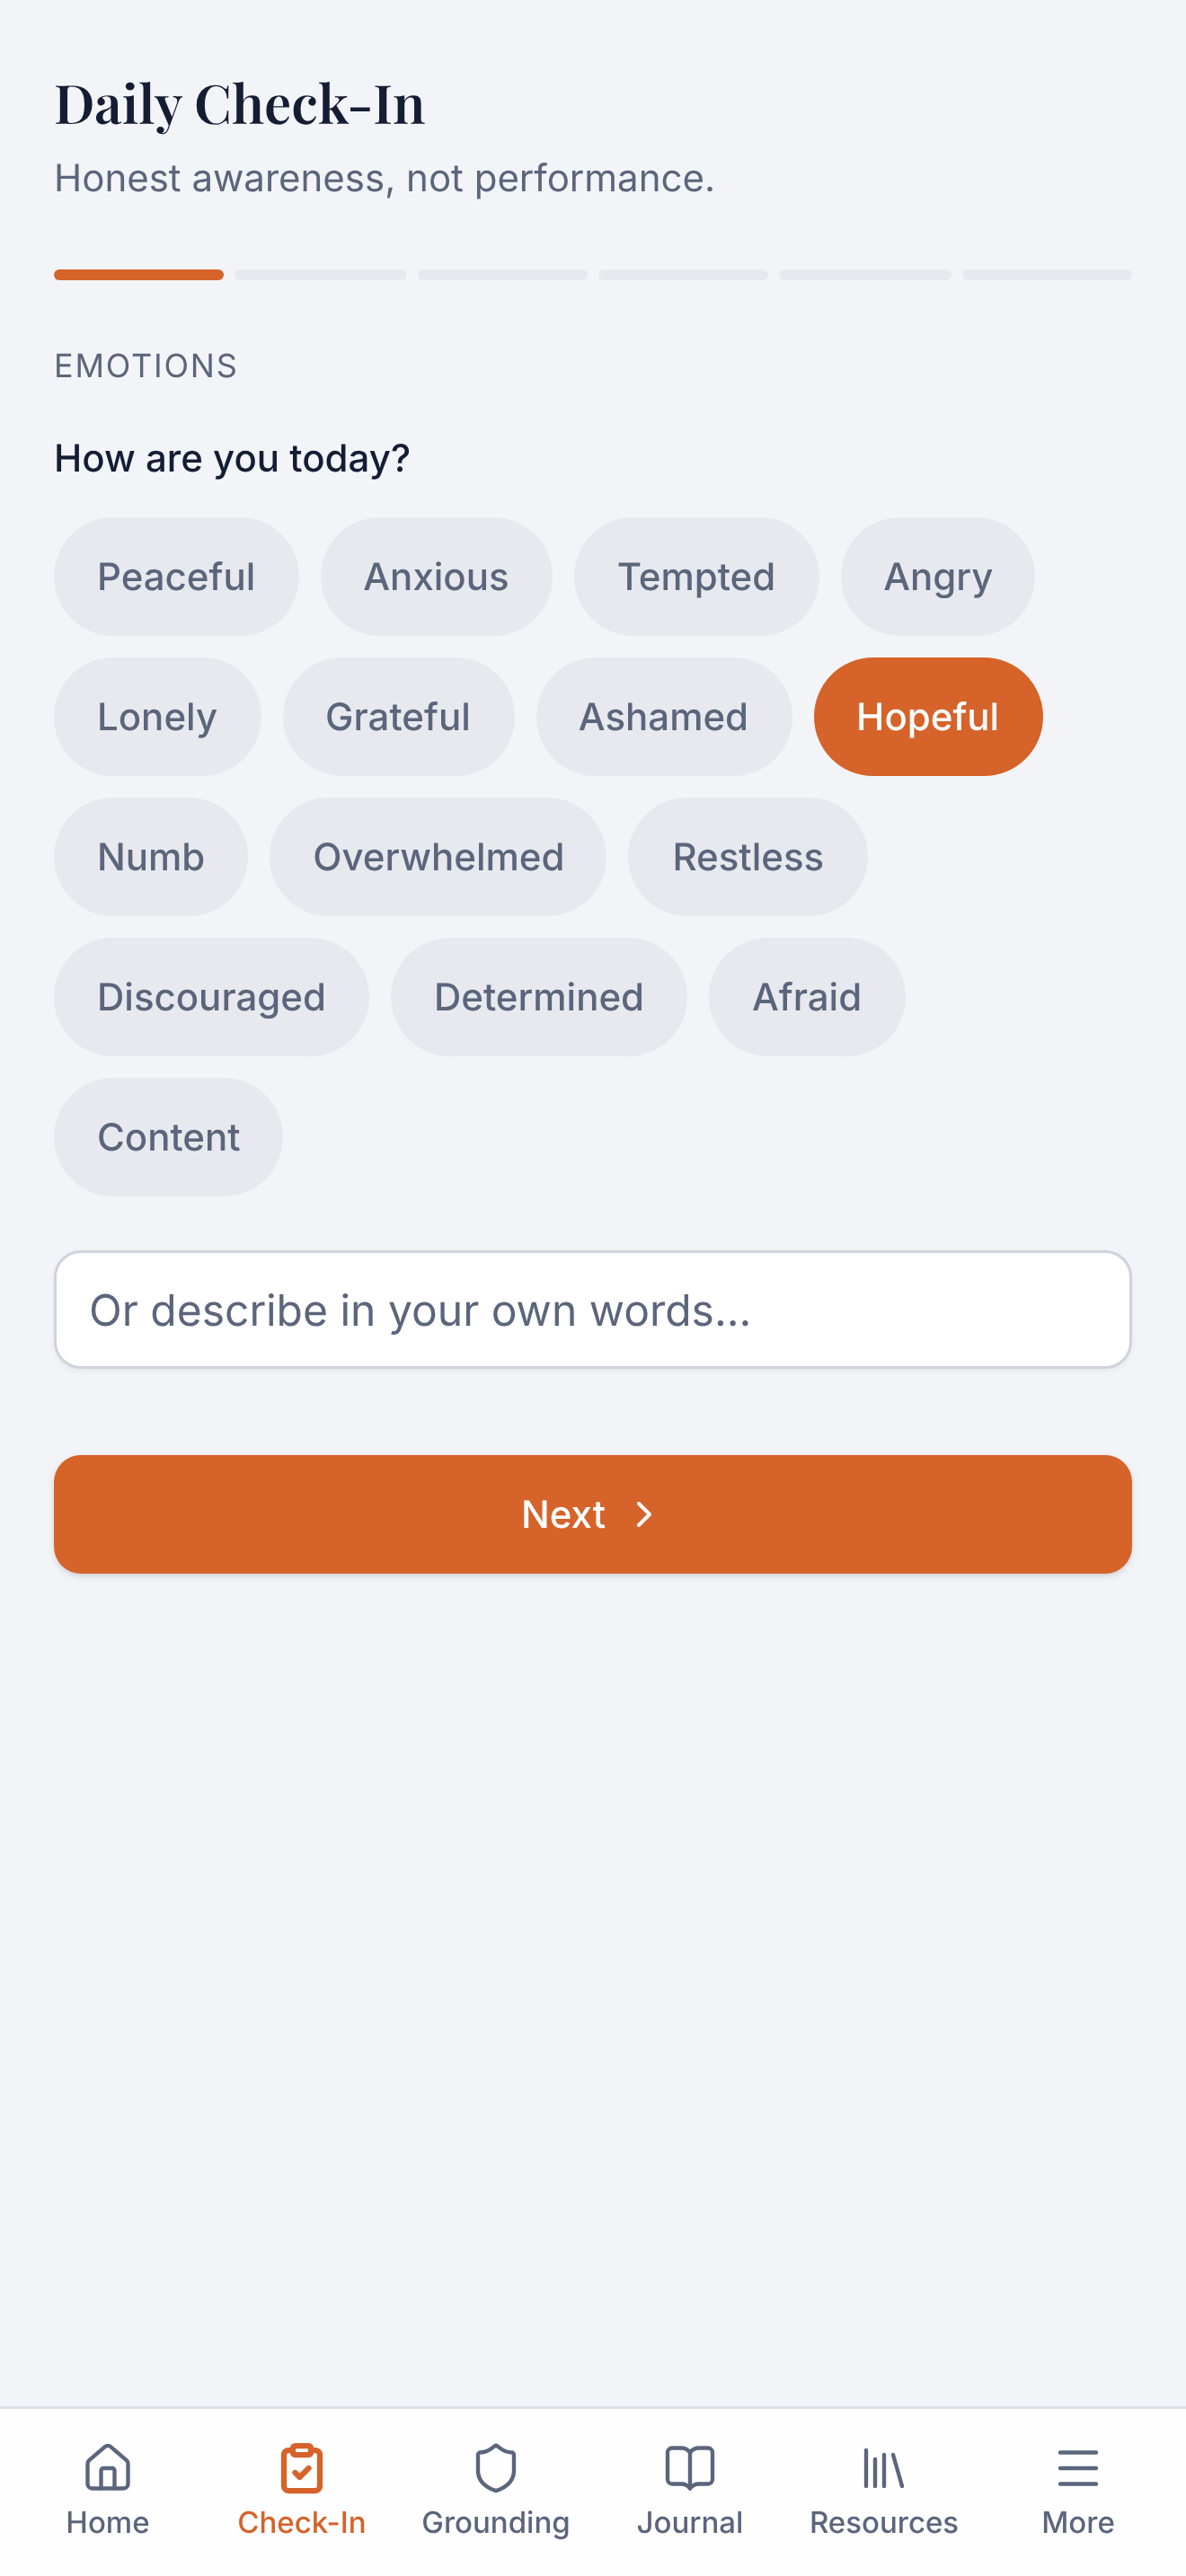 Daily Check-In
Honest awareness, not performance.
EMOTIONS
How are you today?
Peaceful Anxious Tempted Angry
Lonely Grateful Ashamed Hopeful
Numb Overwhelmed Restless
Discouraged Determined Afraid
Content
Or describe in your own words...
Next
Home Check-In Grounding Journal Resources More